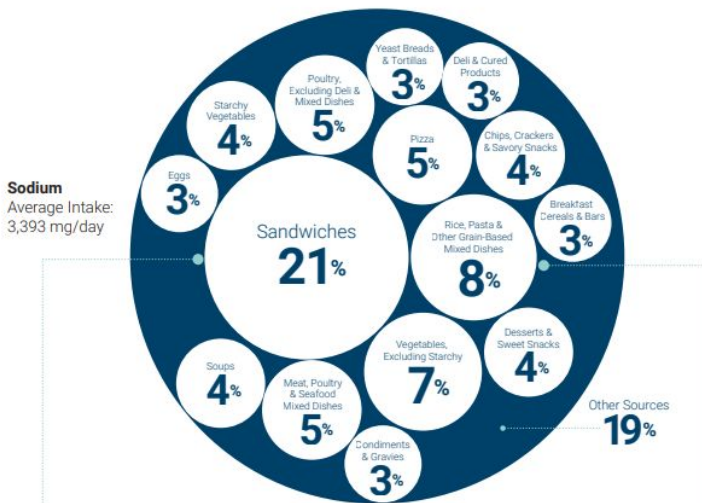 Sodium
Average Intake:
3,393 mg/day
Yeast Breads
& Tortillas
3%
Deli & Cured
Products
3%
Poultry,
Excluding Deli &
Mixed Dishes
5%
Starchy
Vegetables
4%
Pizza
5%
Chips, Crackers
& Savory Snacks
4%
Eggs
3%
Breakfast
Cereals & Bars
3%
Sandwiches
21%
Rice, Pasta &
Other Grain-Based
Mixed Dishes
8%
Vegetables,
Excluding Starchy
7%
Desserts &
Sweet Snacks
4%
Soups
4%
Meat, Poultry
& Seafood
Mixed Dishes
5%
Condiments
& Gravies
3%
Other Sources
19%